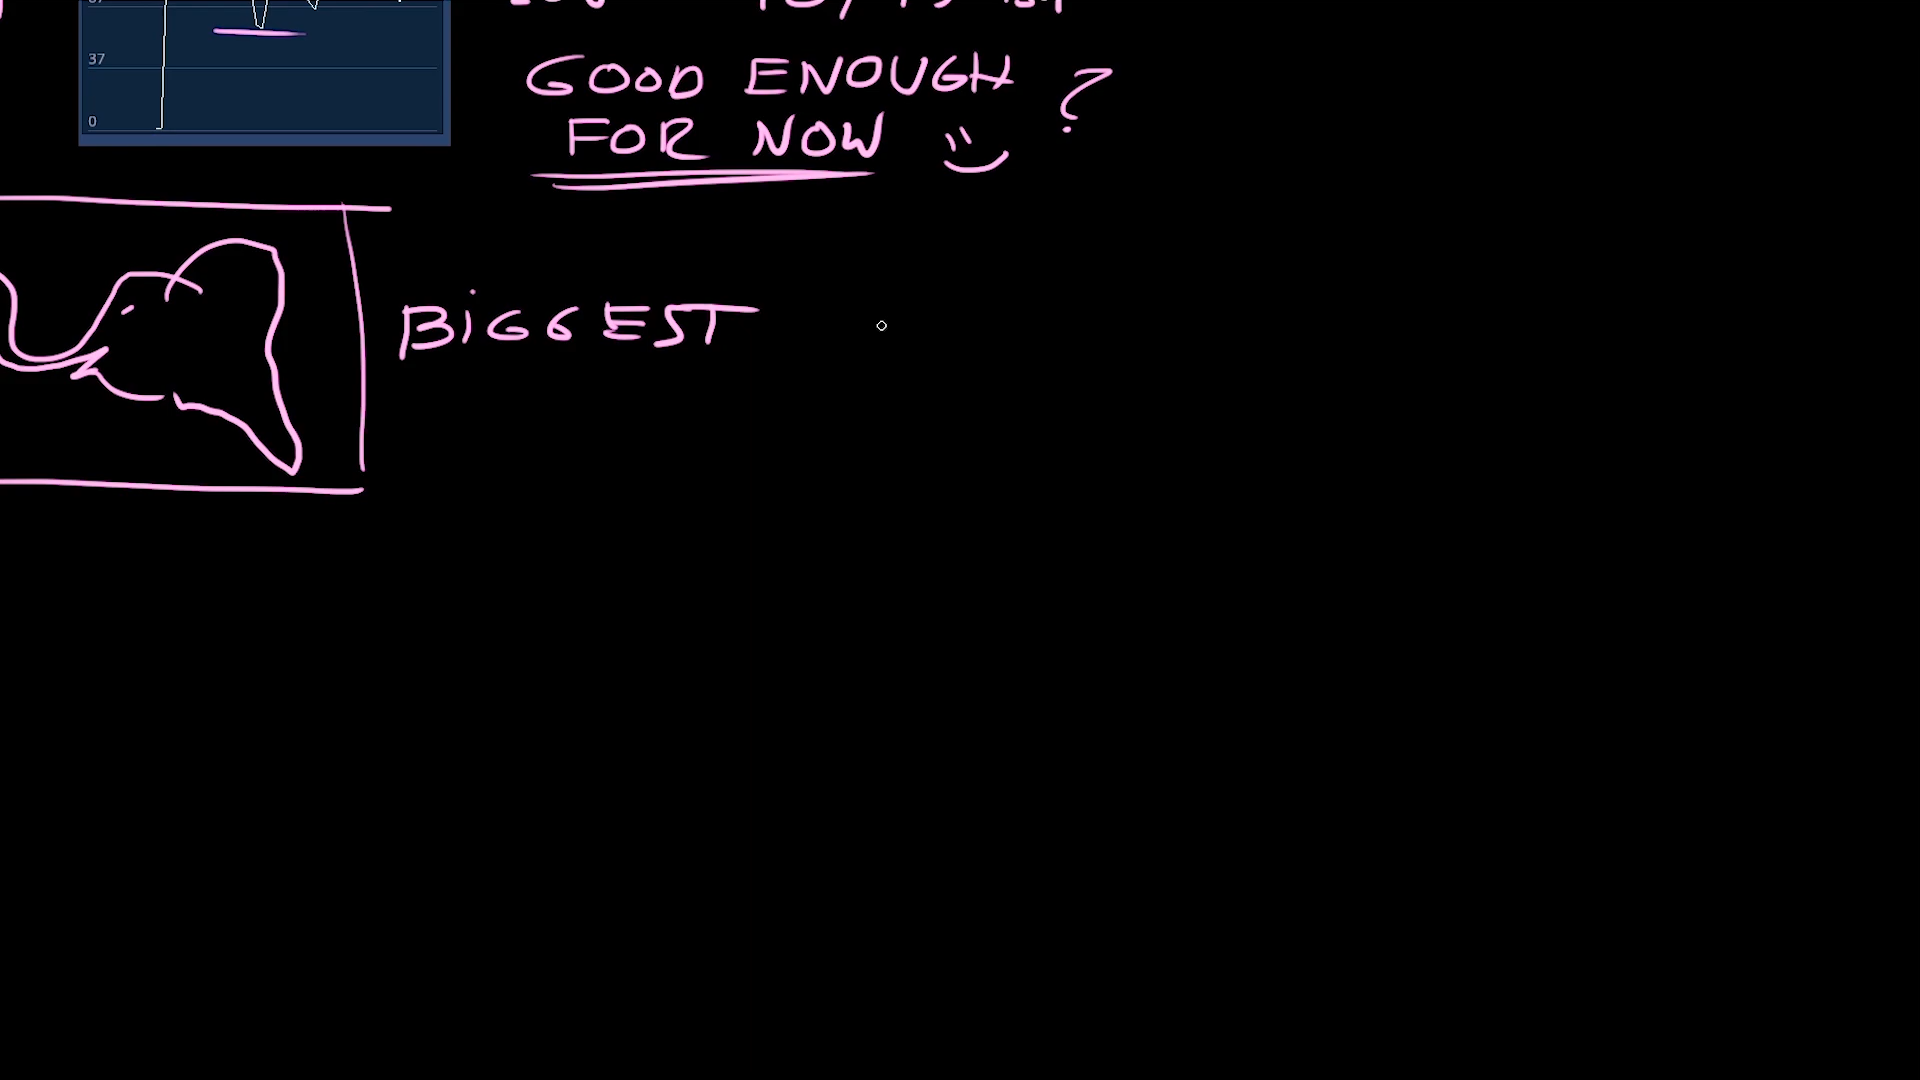 37
0
GOOD ENOUGH ?
FOR NOW
BIGGEST